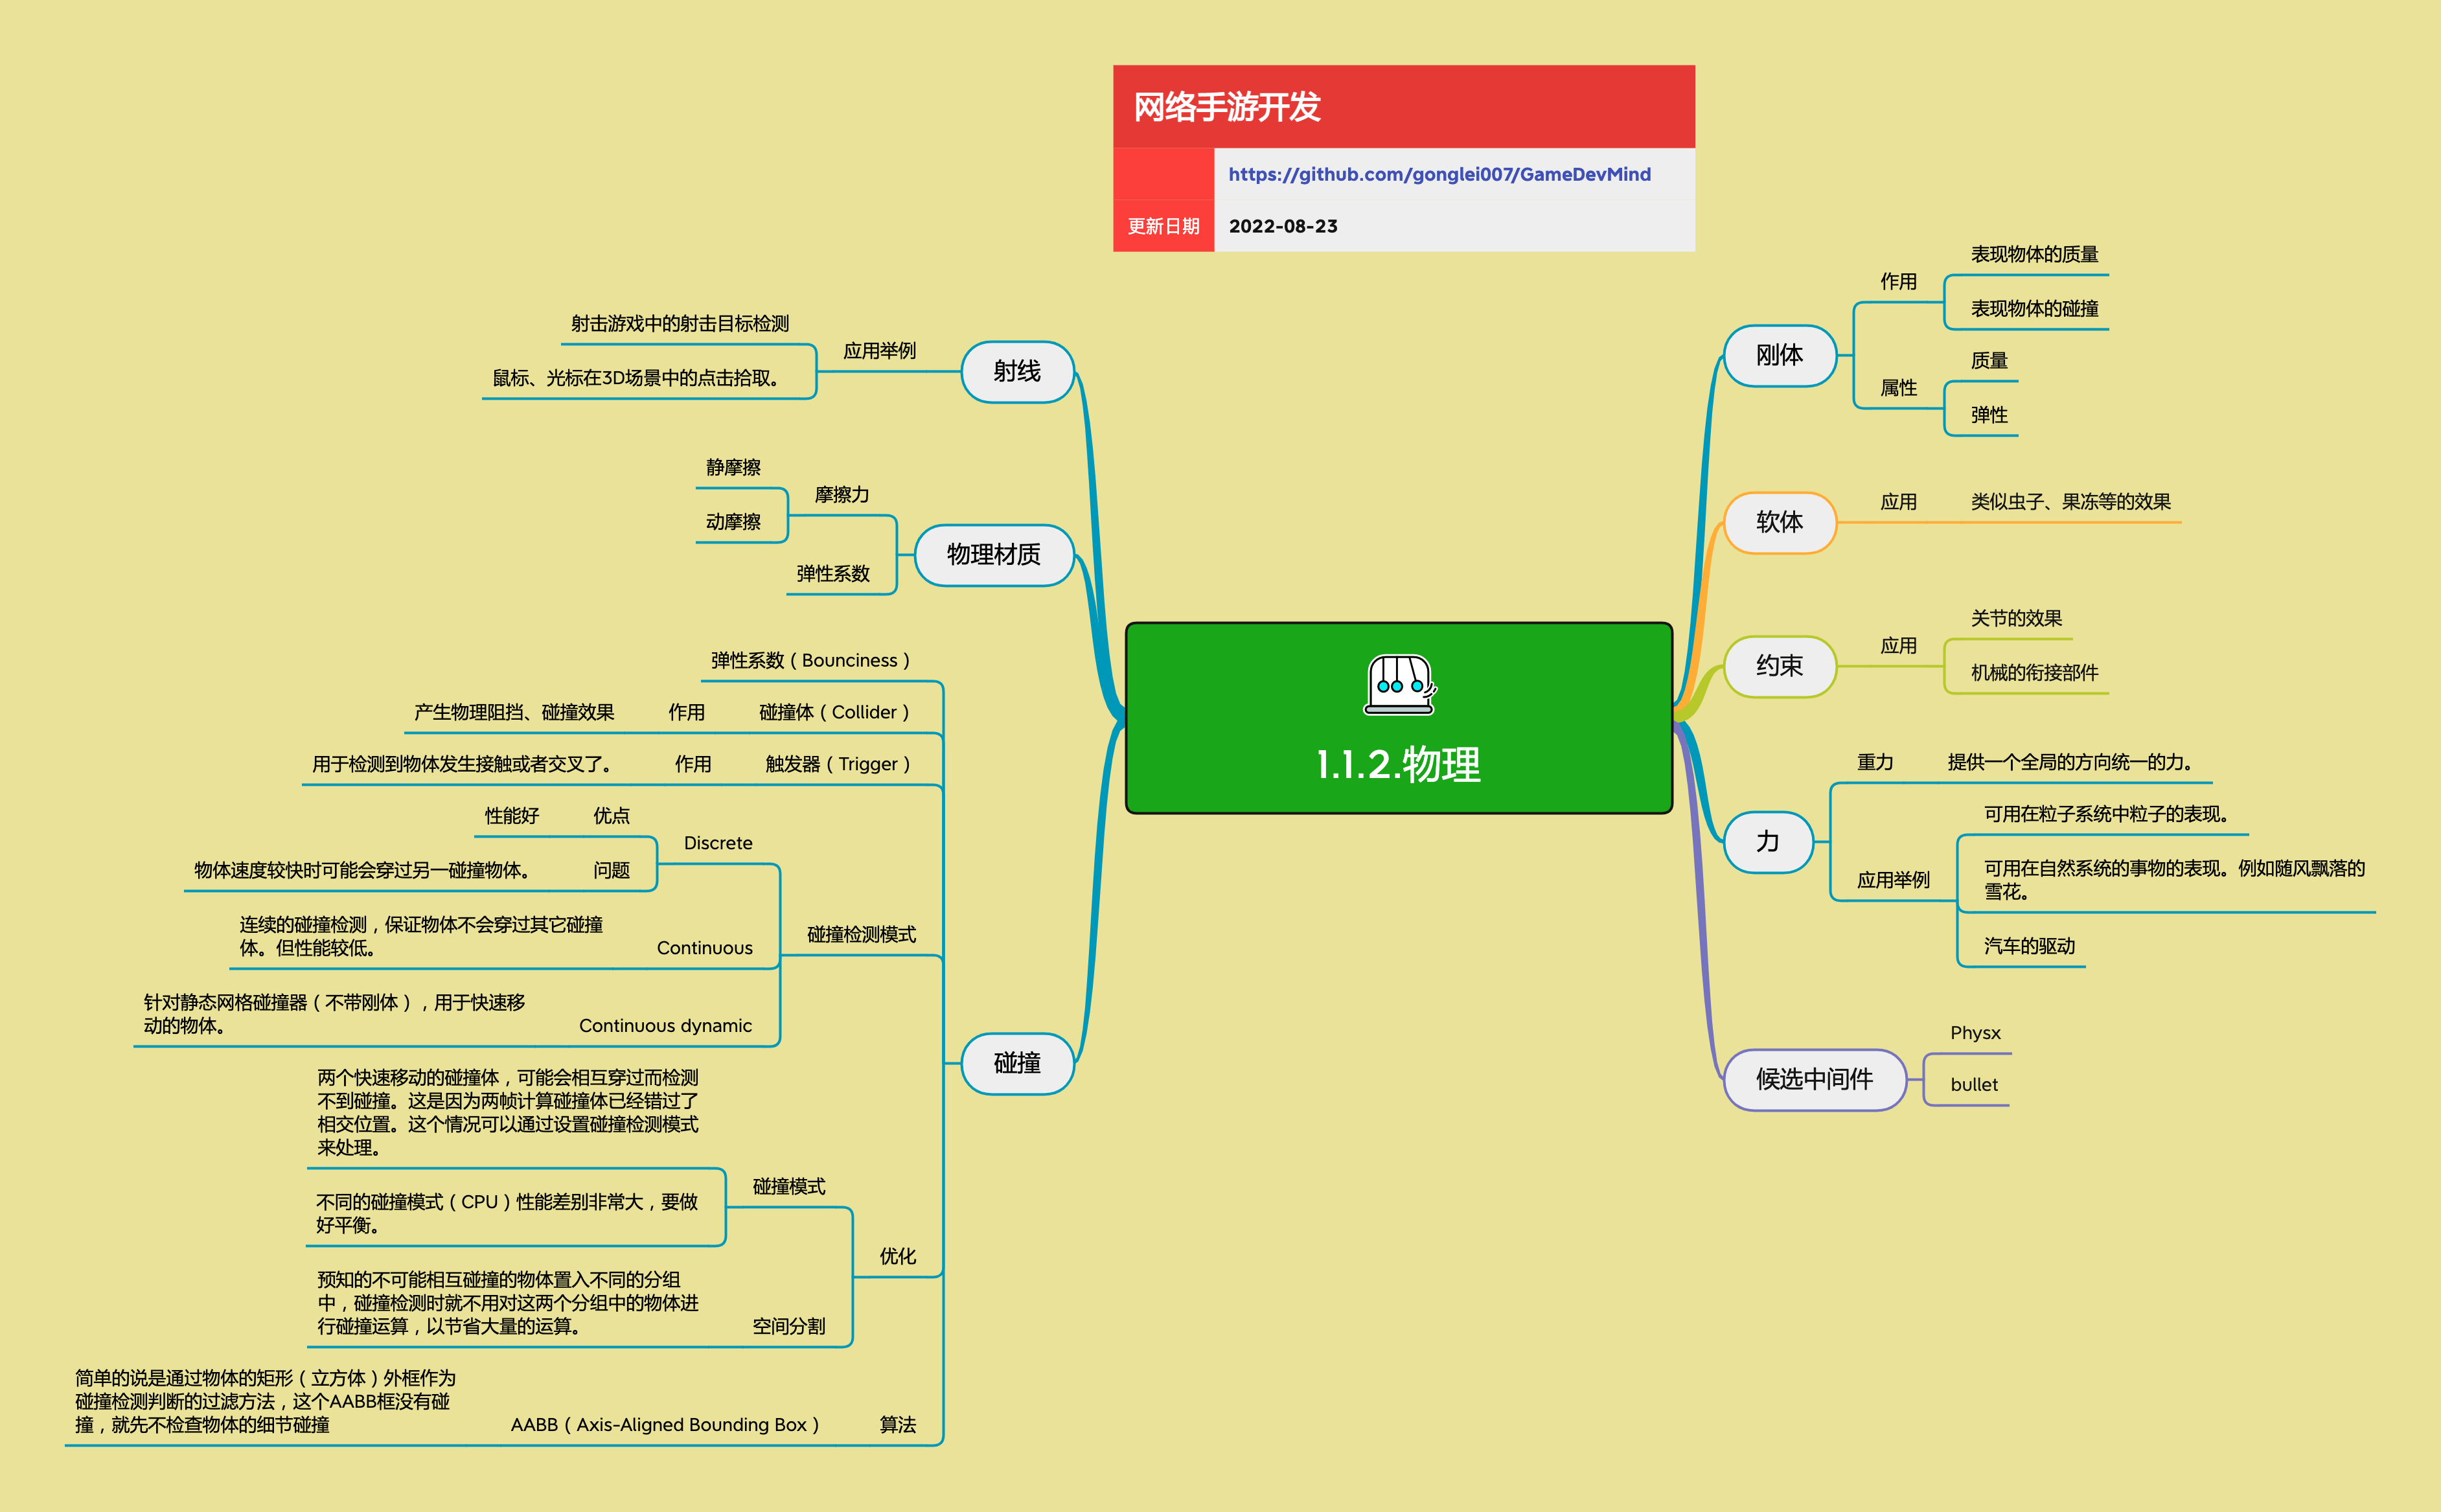 网络手游开发
https://github.com/gonglei007/GameDevMind
更新日期
2022-08-23
1.1.2.物理
刚体
作用
表现物体的质量
表现物体的碰撞
属性
质量
弹性
软体
应用
类似虫子、果冻等的效果
约束
应用
关节的效果
机械的衔接部件
力
重力
提供一个全局的方向统一的力。
应用举例
可用在粒子系统中粒子的表现。
可用在自然系统的事物的表现。例如随风飘落的
雪花。
汽车的驱动
候选中间件
Physx
bullet
射线
应用举例
射击游戏中的射击目标检测
鼠标、光标在3D场景中的点击拾取。
物理材质
摩擦力
静摩擦
动摩擦
弹性系数
碰撞
弹性系数（Bounciness）
碰撞体（Collider）
作用
产生物理阻挡、碰撞效果
触发器（Trigger）
作用
用于检测到物体发生接触或者交叉了。
碰撞检测模式
Discrete
优点
性能好
问题
物体速度较快时可能会穿过另一碰撞物体。
Continuous
连续的碰撞检测，保证物体不会穿过其它碰撞
体。但性能较低。
Continuous dynamic
针对静态网格碰撞器（不带刚体），用于快速移
动的物体。
优化
碰撞模式
两个快速移动的碰撞体，可能会相互穿过而检测
不到碰撞。这是因为两帧计算碰撞体已经错过了
相交位置。这个情况可以通过设置碰撞检测模式
来处理。
不同的碰撞模式（CPU）性能差别非常大，要做
好平衡。
空间分割
预知的不可能相互碰撞的物体置入不同的分组
中，碰撞检测时就不用对这两个分组中的物体进
行碰撞运算，以节省大量的运算。
算法
AABB（Axis-Aligned Bounding Box）
简单的说是通过物体的矩形（立方体）外框作为
碰撞检测判断的过滤方法，这个AABB框没有碰
撞，就先不检查物体的细节碰撞